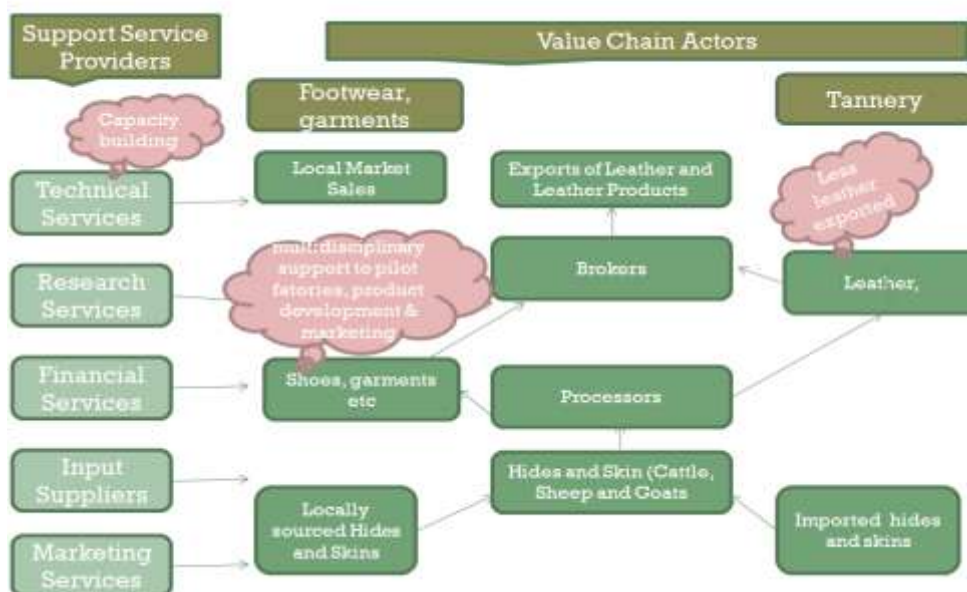 Support Service
Providers
Value Chain Actors
Footwear,
garments
Tannery
Capacity
building
Technical
Services
Local Market
Sales
Exports of Leather and
Leather Products
Less
leather
exported
Research
Services
multidisciplinary
support to pilot
fatories, product
development &
marketing
Brokers
Leather,
Financial
Services
Shoes, garments
etc
Processors
Input
Suppliers
Hides and Skin (Cattle,
Sheep and Goats
Locally
sourced Hides
and Skins
Imported hides
and skins
Marketing
Services